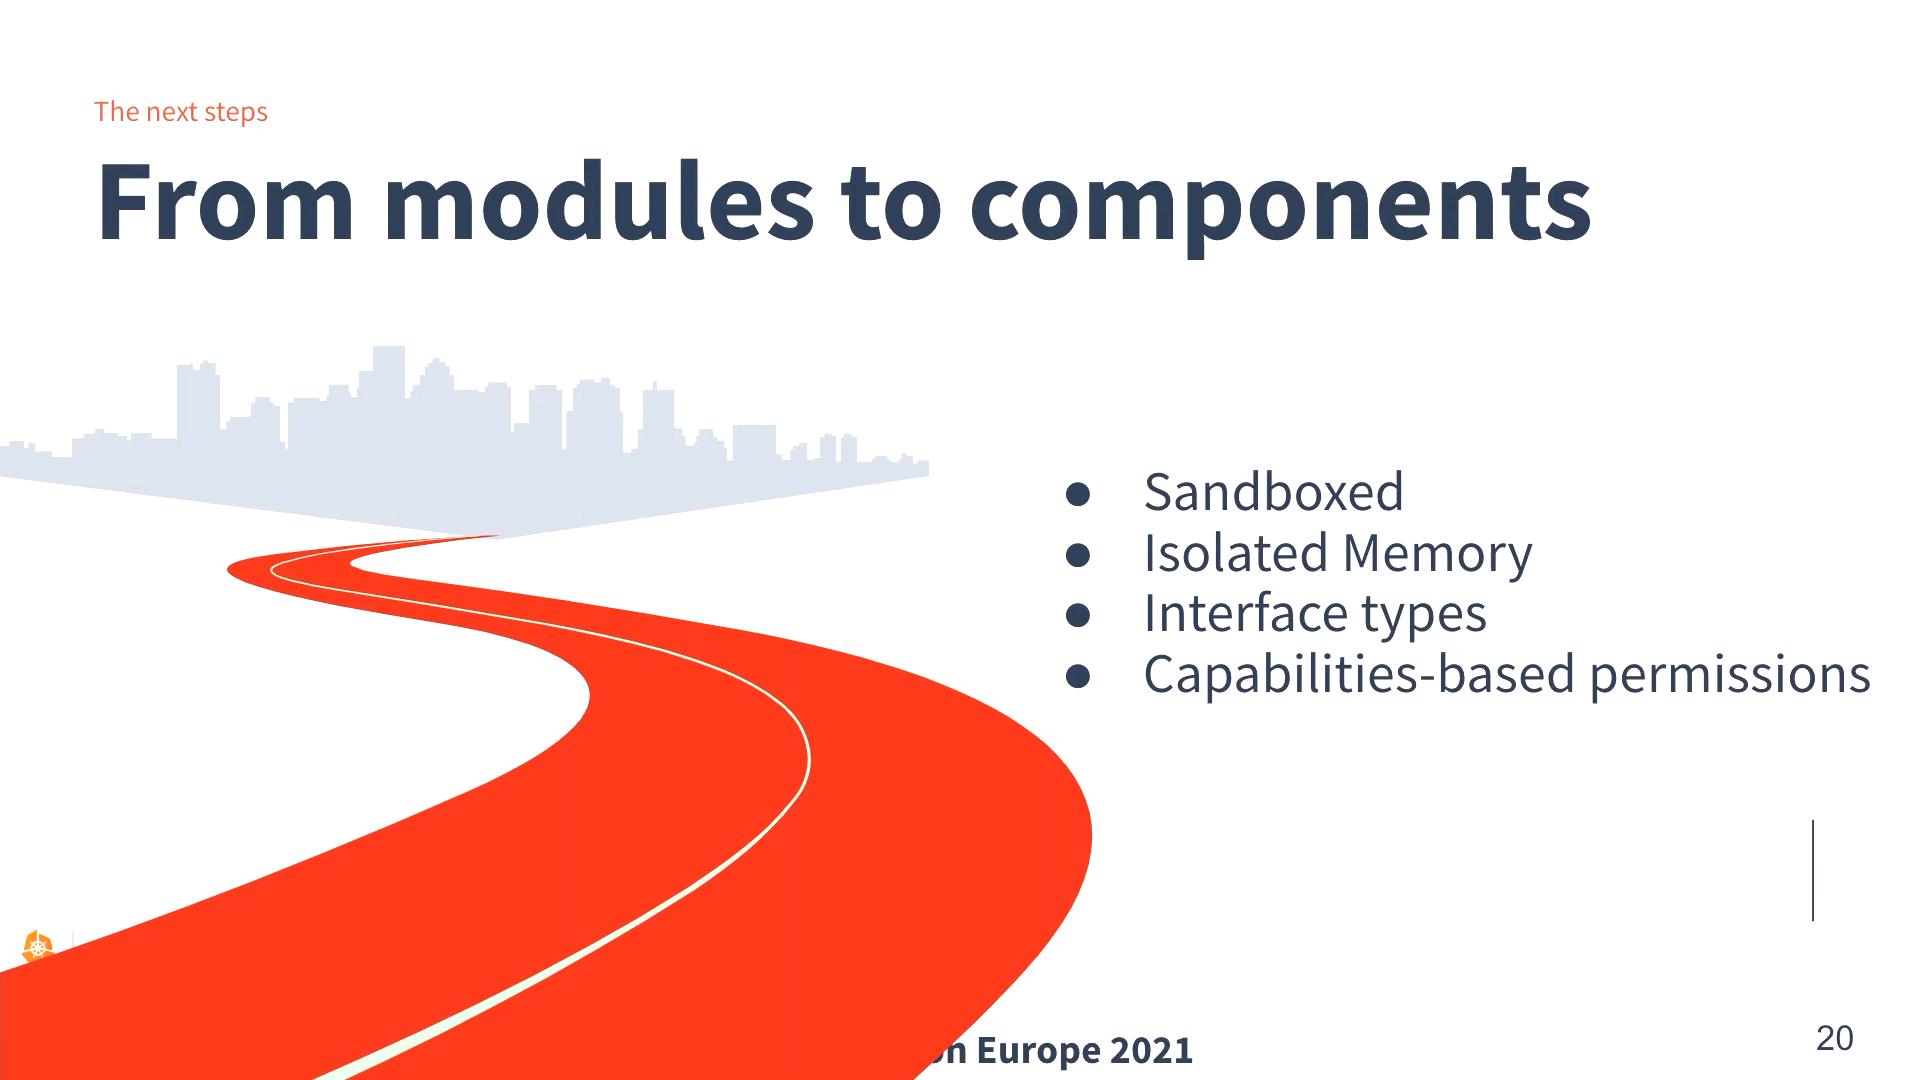 The next steps
From modules to components
● Sandboxed
● Isolated Memory
● Interface types
● Capabilities-based permissions
Europe 2021
20